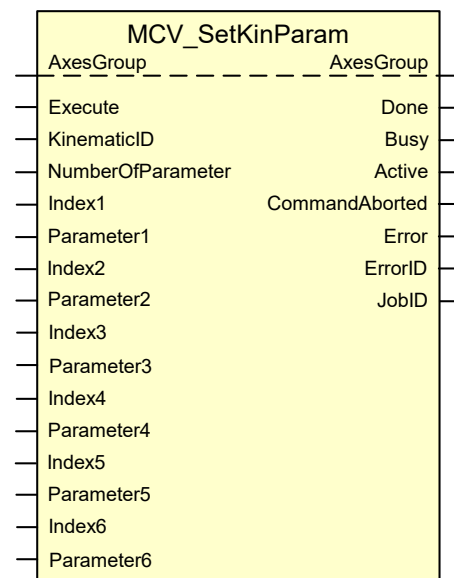 MCV_SetKinParam
AxesGroup AxesGroup
Execute Done
KinematicID Busy
NumberOfParameter Active
Index1 CommandAborted
Parameter1 Error
Index2 ErrorID
Parameter2 JobID
Index3
Parameter3
Index4
Parameter4
Index5
Parameter5
Index6
Parameter6